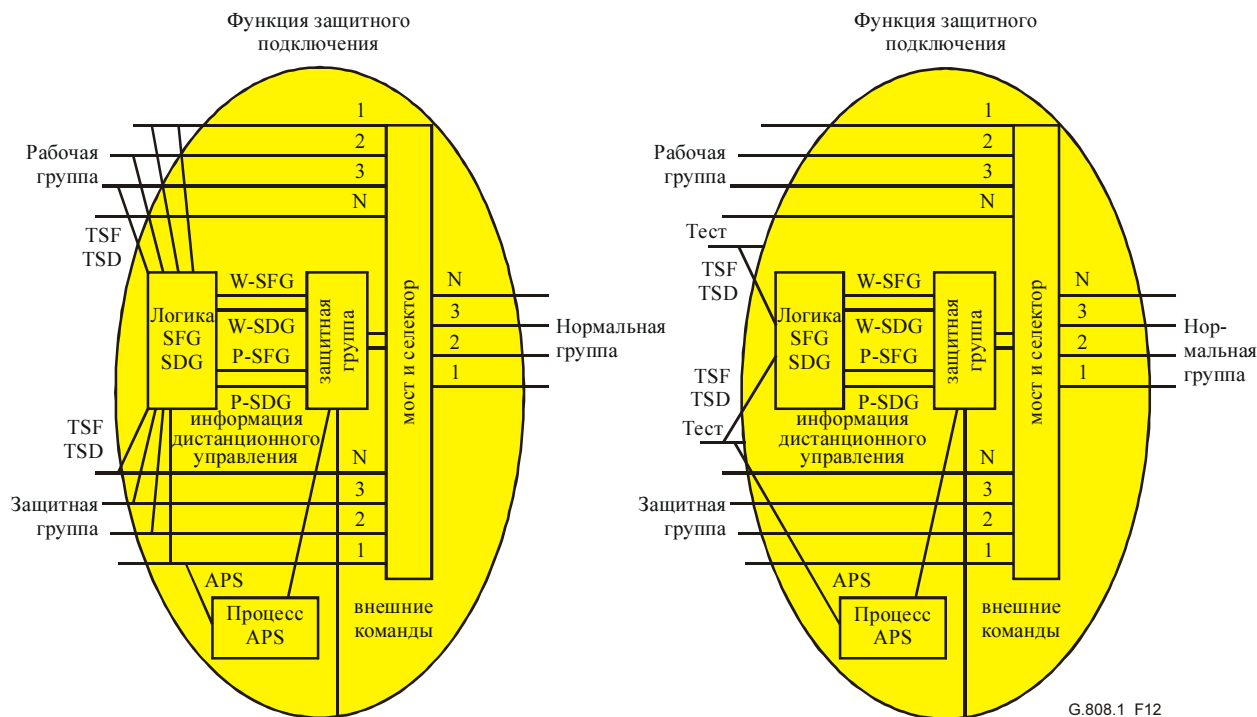 Функция защитного
подключения
1
2
3
N
Рабочая
группа
TSF
TSD
Логика
SFG
SDG
W-SFG
W-SDG
P-SFG
P-SDG
защитная
группа
мост и селектор
N
3
2
1
Нормальная
группа
TSF
TSD
информация
дистанционного
управления
N
3
2
1
Защитная
группа
APS
Процесс
APS
внешние
команды
Функция защитного
подключения
1
2
3
N
Рабочая
группа
Тест
TSF
TSD
Логика
SFG
SDG
W-SFG
W-SDG
P-SFG
P-SDG
защитная
группа
мост и селектор
N
3
2
1
Нор-
мальная
группа
TSF
TSD
Тест
информация
дистанционного
управления
N
3
2
1
Защитная
группа
APS
Процесс
APS
внешние
команды
G.808.1_F12